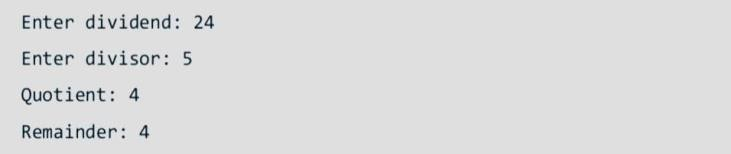 Enter dividend: 24
Enter divisor: 5
Quotient: 4
Remainder: 4